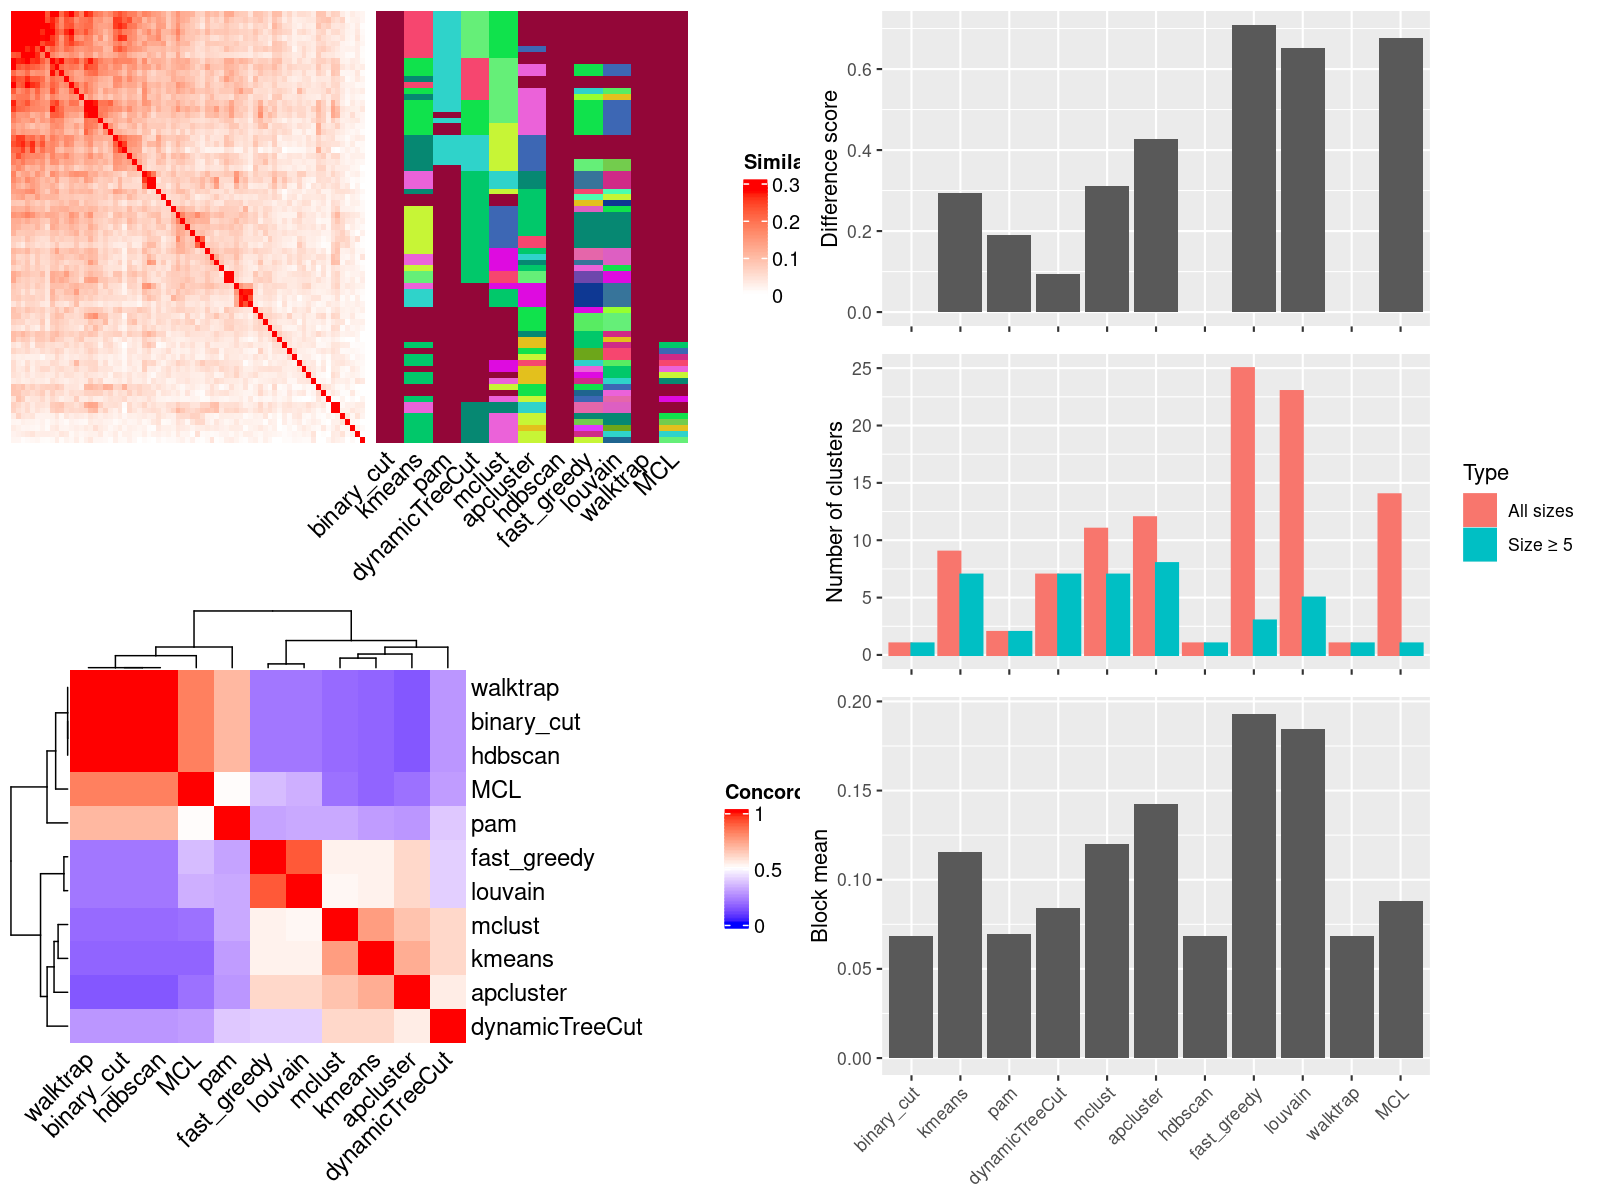 Simila
0.3
0.2
0.1
0
binary_cut
kmeans
pam
dynamicTreeCut
mclust
apcluster
hdbscan
fast_greedy
louvain
walktrap
MCL
Difference score
0.6
0.4
0.2
0.0
Number of clusters
25
20
15
10
5
0
Type
All sizes
Size ≥ 5
Block mean
0.20
0.15
0.10
0.05
0.00
binary_cut
kmeans
pam
dynamicTreeCut
mclust
apcluster
hdbscan
fast_greedy
louvain
walktrap
MCL
walktrap
binary_cut
hdbscan
MCL
pam
fast_greedy
louvain
mclust
kmeans
apcluster
dynamicTreeCut
Concord
1
0.5
0
walktrap
binary_cut
hdbscan
MCL
pam
fast_greedy
louvain
mclust
kmeans
apcluster
dynamicTreeCut